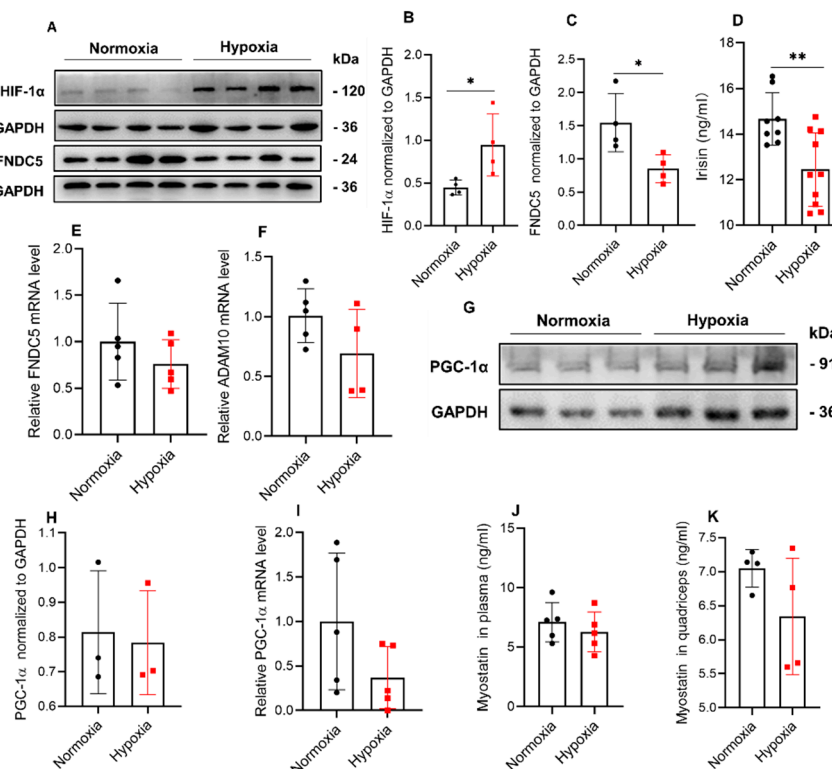 A
Normoxia Hypoxia
kDa
HIF-1α - 120
GAPDH - 36
FNDC5 - 24
GAPDH - 36
B
HIF-1α normalized to GAPDH
2.0
1.5
1.0
0.5
0.0
*
Normoxia
Hypoxia
C
FNDC5 normalized to GAPDH
2.5
2.0
1.5
1.0
0.5
0.0
*
Normoxia
Hypoxia
D
Irisin (ng/ml)
18
16
14
12
10
**
Normoxia
Hypoxia
E
Relative FNDC5 mRNA level
2.0
1.5
1.0
0.5
0.0
Normoxia
Hypoxia
F
Relative ADAM10 mRNA level
1.5
1.0
0.5
0.0
Normoxia
Hypoxia
G
Normoxia Hypoxia
kDa
PGC-1α - 91
GAPDH - 36
H
PGC-1α normalized to GAPDH
1.1
1.0
0.9
0.8
0.7
0.6
Normoxia
Hypoxia
I
Relative PGC-1α mRNA level
2.0
1.5
1.0
0.5
0.0
Normoxia
Hypoxia
J
Myostatin in plasma (ng/ml)
15
10
5
0
Normoxia
Hypoxia
K
Myostatin in quadriceps (ng/ml)
7.5
7.0
6.5
6.0
5.5
5.0
Normoxia
Hypoxia